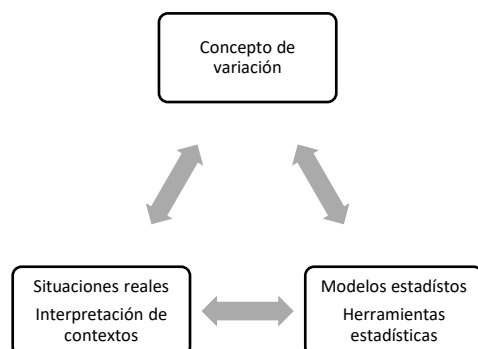 Concepto de
variación
Situaciones reales
Interpretación de
contextos
Modelos estadístos
Herramientas
estadísticas